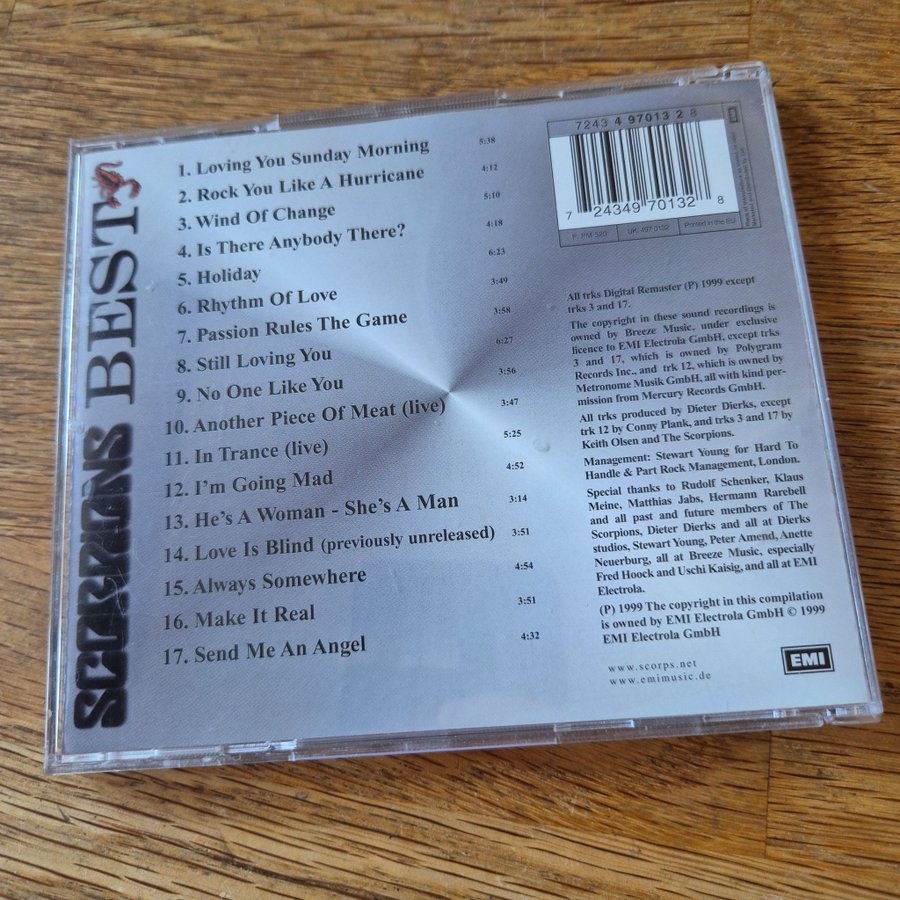 SCORPIONS BEST
1. Loving You Sunday Morning 5:38
2. Rock You Like A Hurricane 4:12
3. Wind Of Change 5:10
4. Is There Anybody There? 4:18
5. Holiday 6:23
6. Rhythm Of Love 3:49
7. Passion Rules The Game 3:58
8. Still Loving You 6:27
9. No One Like You 3:56
10. Another Piece Of Meat (live) 3:47
11. In Trance (live) 5:25
12. I'm Going Mad 4:52
13. He's A Woman - She's A Man 3:14
14. Love Is Blind (previously unreleased) 3:51
15. Always Somewhere 4:54
16. Make It Real 3:51
17. Send Me An Angel 4:32
7243 4 97013 2 8
EMI
7 24349 70132 8
F: PM 520
UK: 497 0132
Printed in the EU
All trks Digital Remaster (P) 1999 except
trks 3 and 17.
The copyright in these sound recordings is
owned by Breeze Music, under exclusive
licence to EMI Electrola GmbH, except trks
3 and 17, which is owned by Polygram
Records Inc., and trk 12, which is owned by
Metronome Musik GmbH, all with kind per-
mission from Mercury Records GmbH.
All trks produced by Dieter Dierks, except
trk 12 by Conny Plank, and trks 3 and 17 by
Keith Olsen and The Scorpions.
Management: Stewart Young for Hard To
Handle & Part Rock Management, London.
Special thanks to Rudolf Schenker, Klaus
Meine, Matthias Jabs, Hermann Rarebell
and all past and future members of The
Scorpions, Dieter Dierks and all at Dierks
studios, Stewart Young, Peter Amend, Anette
Neuerburg, all at Breeze Music, especially
Fred Hoock and Uschi Kaisig, and all at EMI
Electrola.
(P) 1999 The copyright in this compilation
is owned by EMI Electrola GmbH © 1999
EMI Electrola GmbH
www.scorps.net
www.emimusic.de
EMI